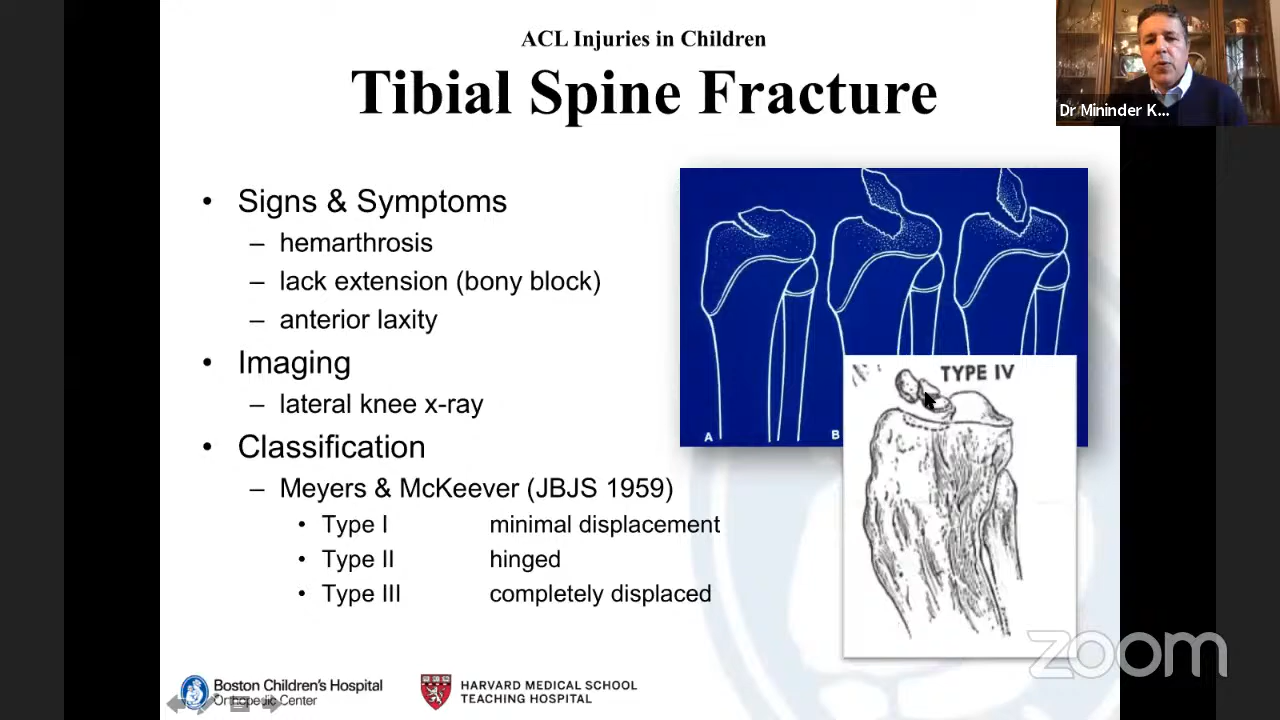 ACL Injuries in Children
Tibial Spine Fracture
Dr Mininder K...
• Signs & Symptoms
– hemarthrosis
– lack extension (bony block)
– anterior laxity
• Imaging
– lateral knee x-ray
• Classification
– Meyers & McKeever (JBJS 1959)
• Type I minimal displacement
• Type II hinged
• Type III completely displaced
A
B
TYPE IV
Boston Children's Hospital
Orthopedic Center
HARVARD MEDICAL SCHOOL
TEACHING HOSPITAL
zoom